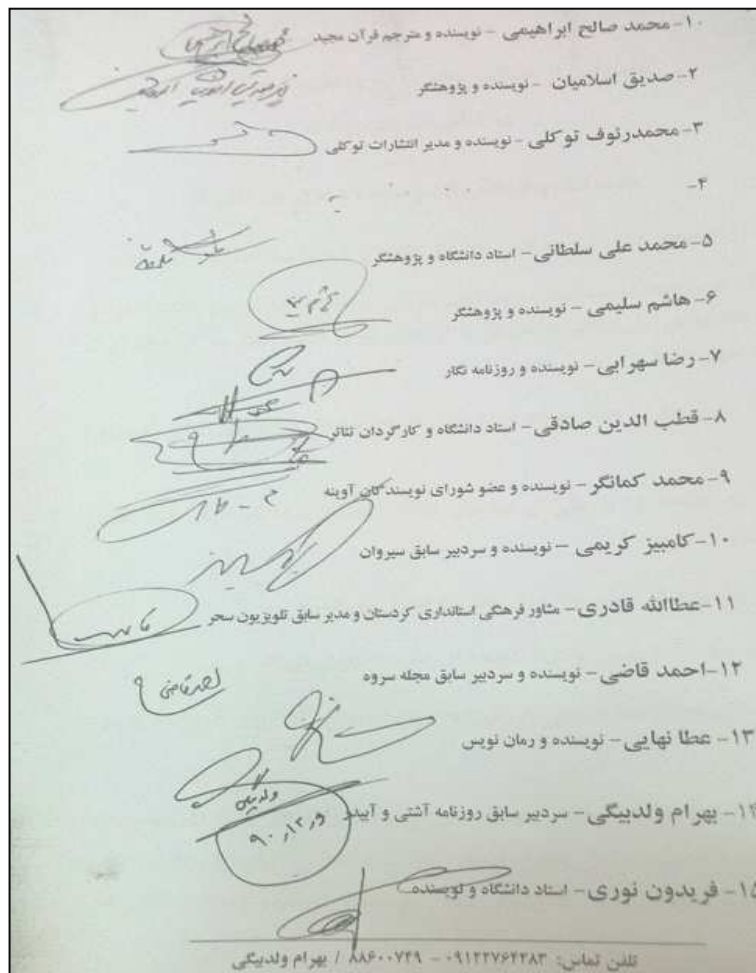 ۱۰- محمد صالح ابراهیمی - نویسنده و مترجم قرآن مجید
۲- صدیق اسلامیان - نویسنده و پژوهشگر
۳- محمدرئوف توکلی - نویسنده و مدیر انتشارات توکلی
۴-
۵- محمد علی سلطانی - استاد دانشگاه و پژوهشگر
۶- هاشم سلیمی - نویسنده و پژوهشگر
۷- رضا سهرابی - نویسنده و روزنامه نگار
۸- قطب الدین صادقی - استاد دانشگاه و کارگردان تئاتر
۹- محمد کمانگر - نویسنده و عضو شورای نویسندگان آوینه
۱۰- کامبیز کریمی - نویسنده و سردبیر سابق سیروان
۱۱- عطاالله قادری - مشاور فرهنگی استانداری کردستان و مدیر سابق تلویزیون سحر
۱۲- احمد قاضی - نویسنده و سردبیر سابق مجله سروه
احمد قاضی
۱۳- عطا نهایی - نویسنده و رمان نویس
۱۴- بهرام ولدبیگی - سردبیر سابق روزنامه آشتی و آیدر
ولدبیگی
۱۵- فریدون نوری - استاد دانشگاه و نویسنده
تلفن تماس: ۰۹۱۲۲۷۶۴۲۸۳ - ۸۸۶۰۰۷۴۹ / بهرام ولدبیگی